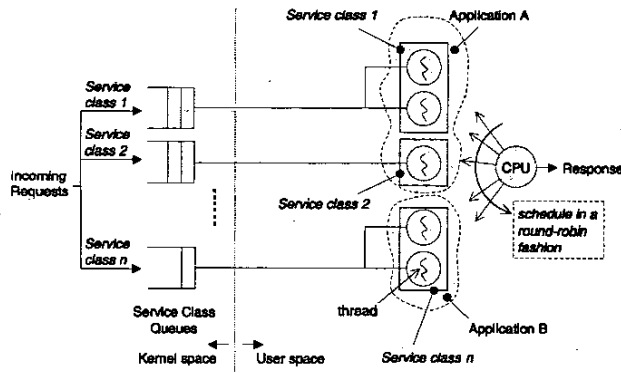 Service class 1
Application A
Service
class 1
Service
class 2
Incoming
Requests
CPU
Response
Service class 2
schedule in a
round-robin
fashion
Service
class n
thread
Service Class
Queues
Application B
Kernel space
User space
Service class n